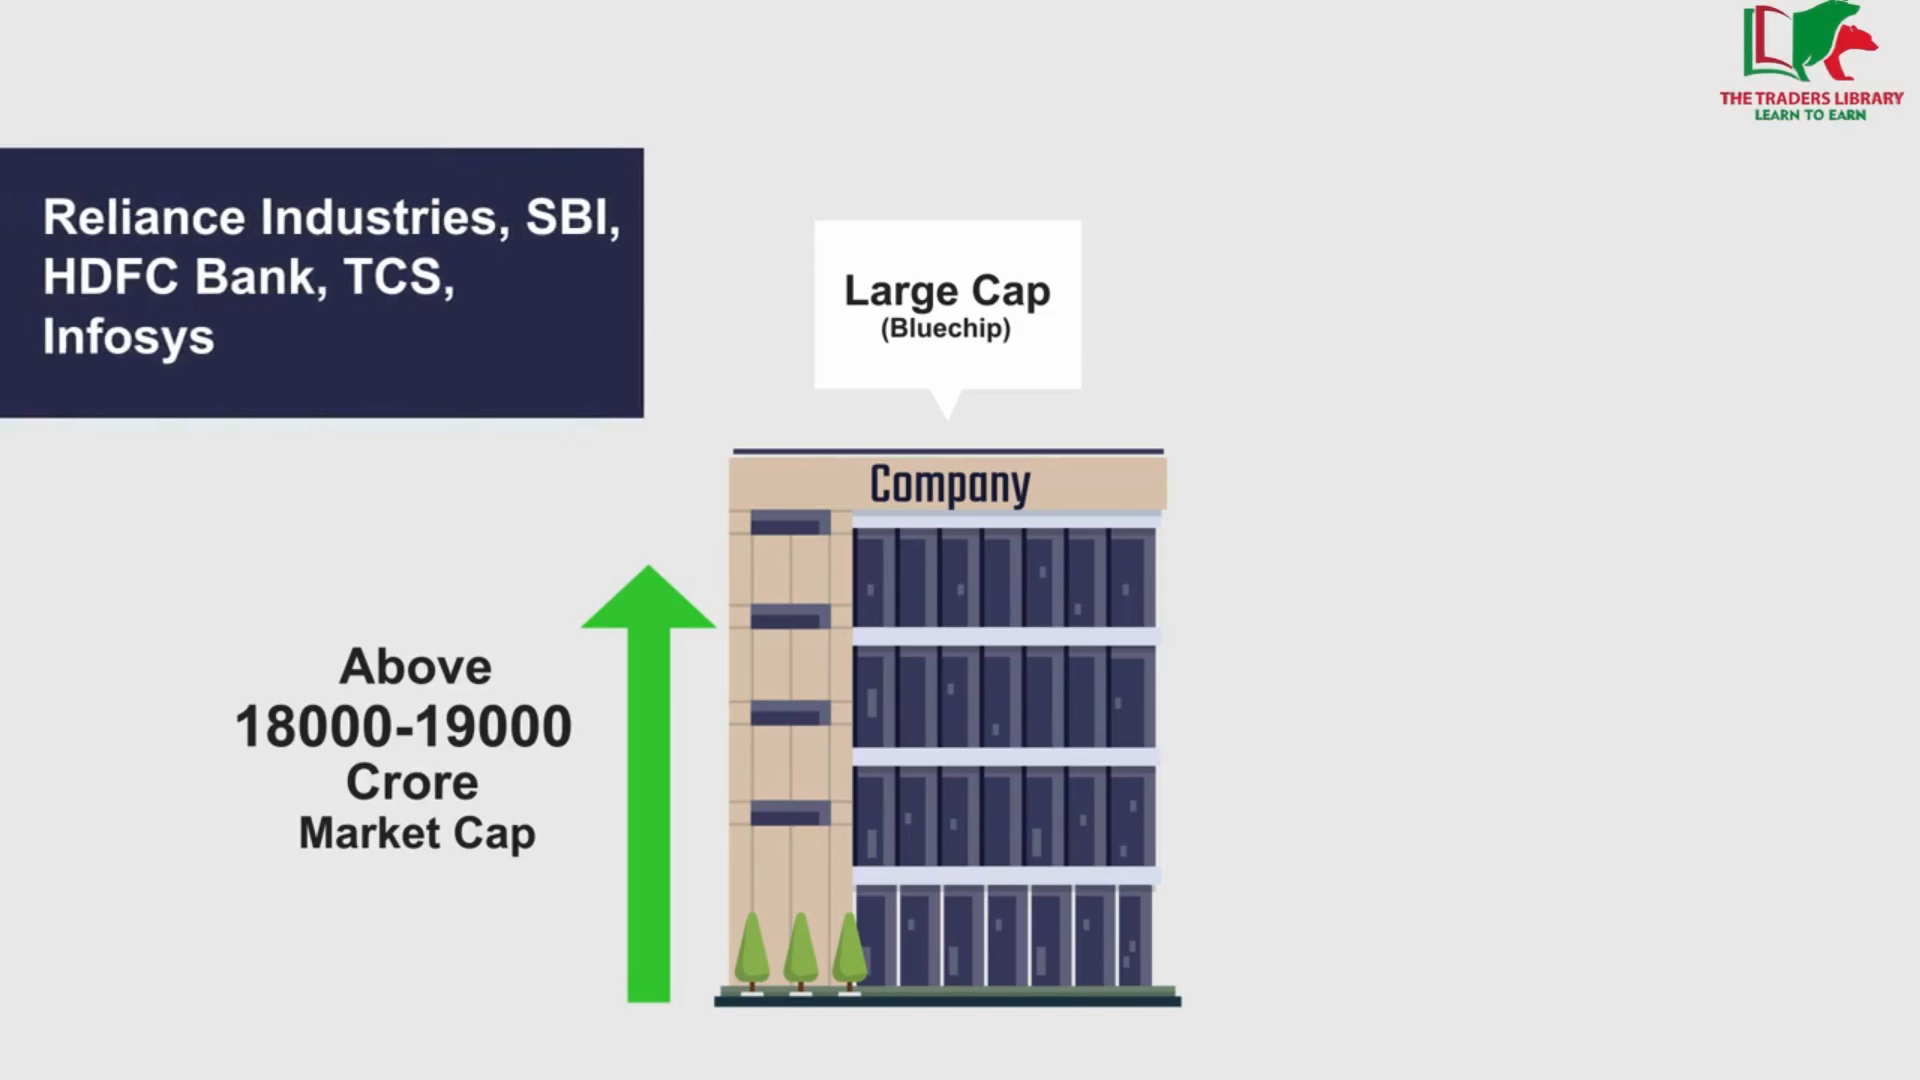 THE TRADERS LIBRARY
LEARN TO EARN
Reliance Industries, SBI,
HDFC Bank, TCS,
Infosys
Large Cap
(Bluechip)
Company
Above
18000-19000
Crore
Market Cap